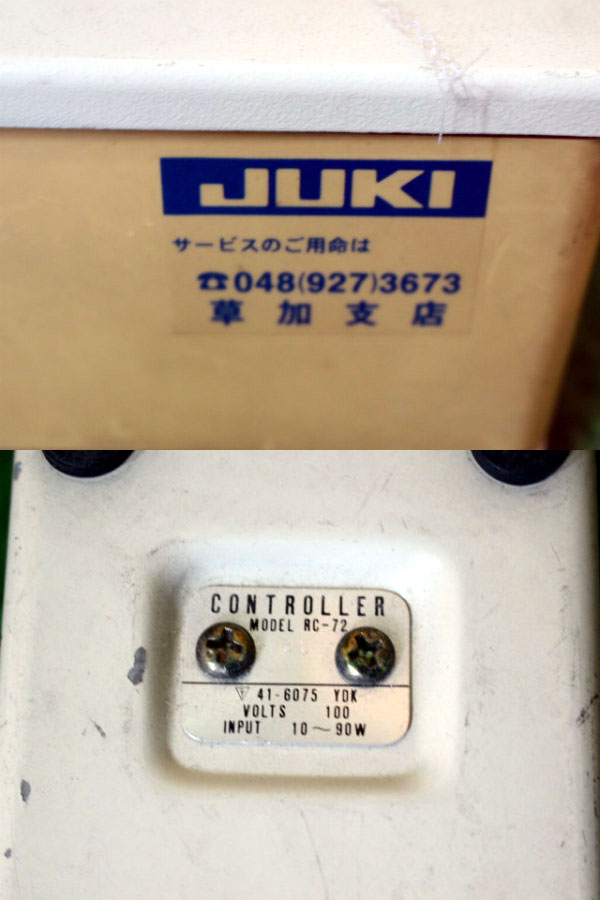 JUKI
サービスのご用命は
☎048(927)3673
草加支店
CONTROLLER
MODEL RC-72
41-6075 YDK
VOLTS 100
INPUT 10〜90W